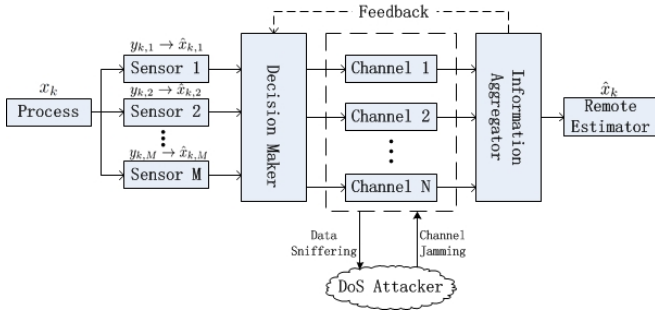 Feedback
y_{k,1} → x̂_{k,1}
Sensor 1
Channel 1
x_k
y_{k,2} → x̂_{k,2}
x̂_k
Process
Sensor 2
Decision Maker
Channel 2
Information Aggregator
Remote Estimator
y_{k,M} → x̂_{k,M}
Sensor M
Channel N
Data Sniffering
Channel Jamming
DoS Attacker